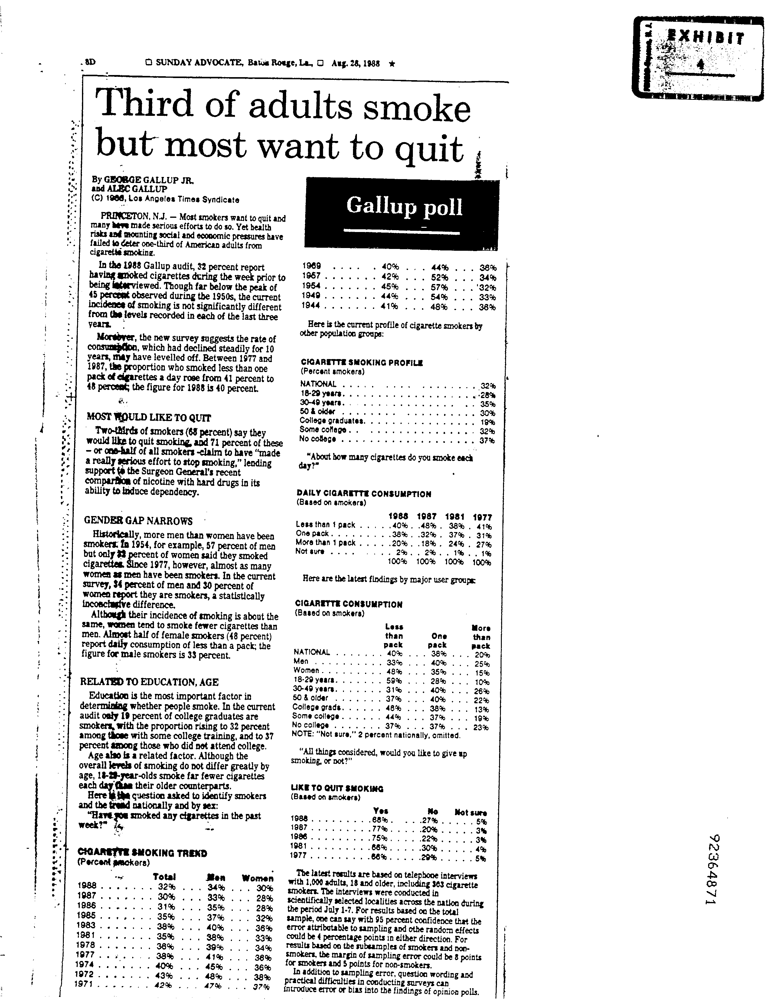 EXHIBIT
4
8D ☐ SUNDAY ADVOCATE, Baton Rouge, La., ☐ Aug. 28, 1988 ★
Third of adults smoke
but most want to quit
By GEORGE GALLUP JR.
and ALEC GALLUP
(C) 1988, Los Angeles Times Syndicate
PRINCETON, N.J. — Most smokers want to quit and
many have made serious efforts to do so. Yet health
risks and mounting social and economic pressures have
failed to deter one-third of American adults from
cigarette smoking.
In the 1988 Gallup audit, 32 percent report
having smoked cigarettes during the week prior to
being interviewed. Though far below the peak of
45 percent observed during the 1950s, the current
incidence of smoking is not significantly different
from the levels recorded in each of the last three
years.
Moreover, the new survey suggests the rate of
consumption, which had declined steadily for 10
years, may have levelled off. Between 1977 and
1987, the proportion who smoked less than one
pack of cigarettes a day rose from 41 percent to
48 percent; the figure for 1988 is 40 percent.
MOST WOULD LIKE TO QUIT
Two-thirds of smokers (68 percent) say they
would like to quit smoking, and 71 percent of these
— or one-half of all smokers -claim to have "made
a really serious effort to stop smoking," lending
support to the Surgeon General's recent
comparison of nicotine with hard drugs in its
ability to induce dependency.
GENDER GAP NARROWS
Historically, more men than women have been
smokers. In 1954, for example, 57 percent of men
but only 32 percent of women said they smoked
cigarettes. Since 1977, however, almost as many
women as men have been smokers. In the current
survey, 34 percent of men and 30 percent of
women report they are smokers, a statistically
inconclusive difference.
Although their incidence of smoking is about the
same, women tend to smoke fewer cigarettes than
men. Almost half of female smokers (48 percent)
report daily consumption of less than a pack; the
figure for male smokers is 33 percent.
RELATED TO EDUCATION, AGE
Education is the most important factor in
determining whether people smoke. In the current
audit only 19 percent of college graduates are
smokers, with the proportion rising to 32 percent
among those with some college training, and to 37
percent among those who did not attend college.
Age also is a related factor. Although the
overall levels of smoking do not differ greatly by
age, 18-29-year-olds smoke far fewer cigarettes
each day than their older counterparts.
Here is the question asked to identify smokers
and the trend nationally and by sex:
"Have you smoked any cigarettes in the past
week?"
CIGARETTE SMOKING TREND
(Percent smokers)
Total Men Women
1988 . . . . . . . 32% . . . 34% . . . 30%
1987 . . . . . . . 30% . . . 33% . . . 28%
1986 . . . . . . . 31% . . . 35% . . . 28%
1985 . . . . . . . 35% . . . 37% . . . 32%
1983 . . . . . . . 38% . . . 40% . . . 36%
1981 . . . . . . . 35% . . . 38% . . . 33%
1978 . . . . . . . 36% . . . 39% . . . 34%
1977 . . . . . . . 38% . . . 41% . . . 36%
1974 . . . . . . . 40% . . . 45% . . . 36%
1972 . . . . . . . 43% . . . 48% . . . 38%
1971 . . . . . . . 42% . . . 47% . . . 37%
Gallup poll
1969 . . . . . 40% . . . 44% . . . 36%
1957 . . . . . . . 42% . . . 52% . . . 34%
1954 . . . . . . . 45% . . . 57% . . . 32%
1949 . . . . . . . 44% . . . 54% . . . 33%
1944 . . . . . . . 41% . . . 48% . . . 36%
Here is the current profile of cigarette smokers by
other population groups:
CIGARETTE SMOKING PROFILE
(Percent smokers)
NATIONAL . . . . . . . . . . . . . . . . . 32%
18-29 years . . . . . . . . . . . . . . . . . 28%
30-49 years . . . . . . . . . . . . . . . . . 35%
50 & older . . . . . . . . . . . . . . . . . 30%
College graduates . . . . . . . . . . . . . . 19%
Some college . . . . . . . . . . . . . . . . 32%
No college . . . . . . . . . . . . . . . . . 37%
"About how many cigarettes do you smoke each
day?"
DAILY CIGARETTE CONSUMPTION
(Based on smokers)
1988 1987 1981 1977
Less than 1 pack . . . . . 40% . . 48% . 38% . 41%
One pack . . . . . . . . . 38% . . 32% . 37% . 31%
More than 1 pack . . . . . 20% . . 18% . 24% . 27%
Not sure . . . . . . . . 2% . . 2% . . 1% . . 1%
100% 100% 100% 100%
Here are the latest findings by major user groups:
CIGARETTE CONSUMPTION
(Based on smokers)
Less More
than One than
pack pack pack
NATIONAL . . . . . . . 40% . . . 38% . . . 20%
Men . . . . . . . . . . 33% . . . 40% . . . 25%
Women . . . . . . . . . 48% . . . 35% . . . 15%
18-29 years . . . . . . . 59% . . . 28% . . . 10%
30-49 years . . . . . . . 31% . . . 40% . . . 26%
50 & older . . . . . . . 37% . . . 40% . . . 22%
College grads. . . . . . . 46% . . . 38% . . . 13%
Some college . . . . . . . 44% . . . 37% . . . 19%
No college . . . . . . . . 37% . . . 37% . . . 23%
NOTE: "Not sure," 2 percent nationally, omitted.
"All things considered, would you like to give up
smoking, or not?"
LIKE TO QUIT SMOKING
(Based on smokers)
Yes No Not sure
1988 . . . . . . . . 68% . . . . 27% . . . . . 5%
1987 . . . . . . . . 77% . . . . 20% . . . . . 3%
1986 . . . . . . . . 75% . . . . 22% . . . . . 3%
1981 . . . . . . . . 66% . . . . 30% . . . . . 4%
1977 . . . . . . . . 66% . . . . 29% . . . . . 5%
The latest results are based on telephone interviews
with 1,000 adults, 18 and older, including 363 cigarette
smokers. The interviews were conducted in
scientifically selected localities across the nation during
the period July 1-7. For results based on the total
sample, one can say with 95 percent confidence that the
error attributable to sampling and othe random effects
could be 4 percentage points in either direction. For
results based on the subsamples of smokers and non-
smokers, the margin of sampling error could be 8 points
for smokers and 5 points for non-smokers.
In addition to sampling error, question wording and
practical difficulties in conducting surveys can
introduce error or bias into the findings of opinion polls.
92364871